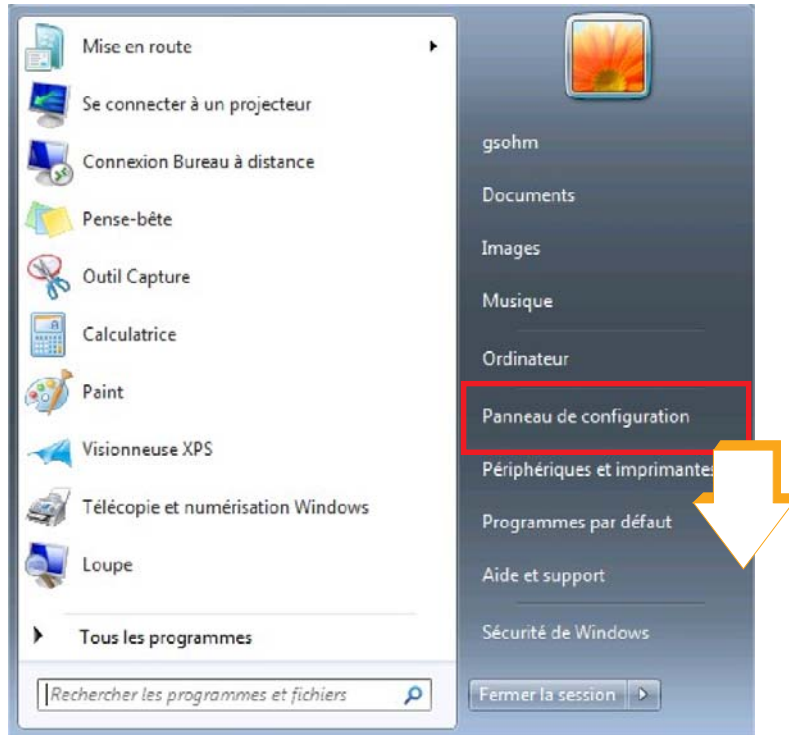 Mise en route
Se connecter à un projecteur
Connexion Bureau à distance
Pense-bête
Outil Capture
Calculatrice
Paint
Visionneuse XPS
Télécopie et numérisation Windows
Loupe
Tous les programmes
Rechercher les programmes et fichiers
gsohm
Documents
Images
Musique
Ordinateur
Panneau de configuration
Périphériques et imprimantes
Programmes par défaut
Aide et support
Sécurité de Windows
Fermer la session